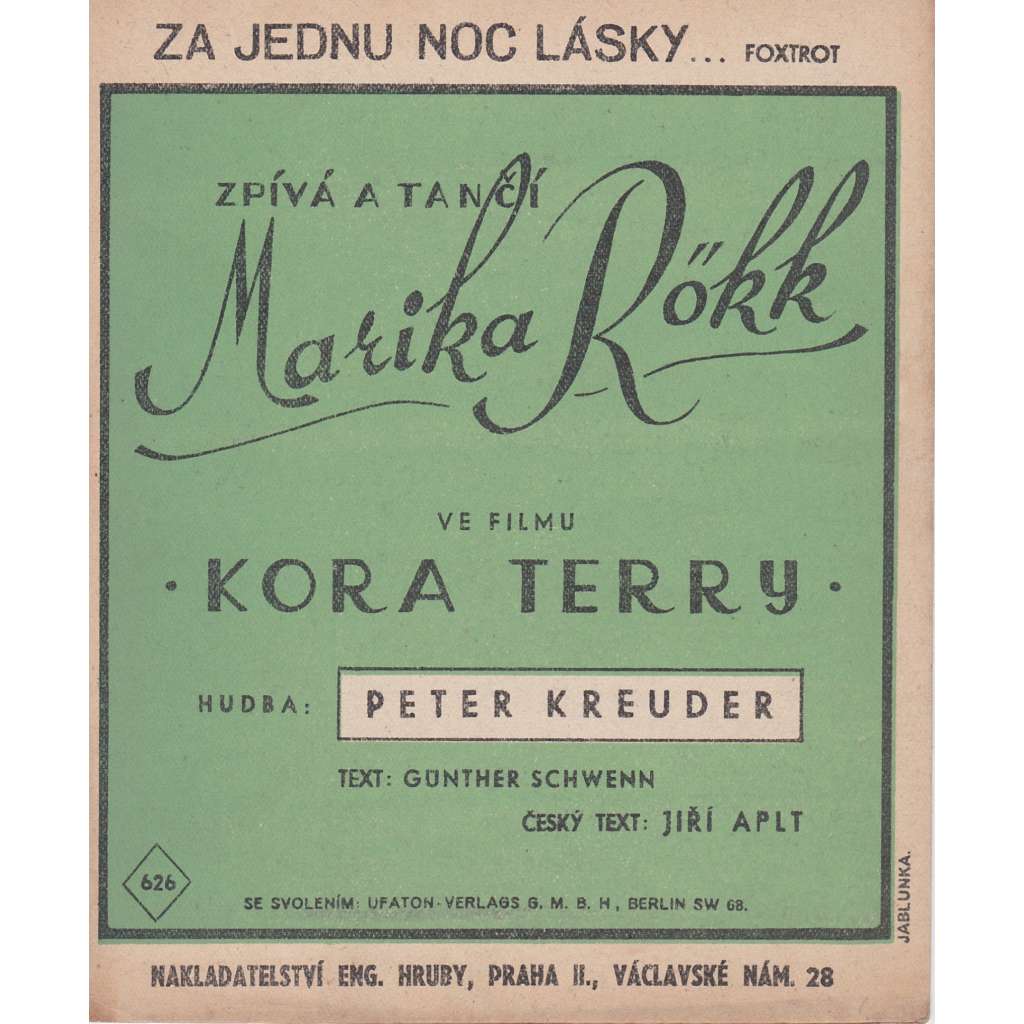 ZA JEDNU NOC LÁSKY... FOXTROT
ZPÍVÁ A TANČÍ
Marika Rökk
VE FILMU
· KORA TERRY ·
HUDBA: PETER KREUDER
TEXT: GÜNTHER SCHWENN
ČESKÝ TEXT: JIŘÍ APLT
626
SE SVOLENÍM: UFATON-VERLAGS G. M. B. H., BERLIN SW 68.
JABLUNKA.
NAKLADATELSTVÍ ENG. HRUBY, PRAHA II., VÁCLAVSKÉ NÁM. 28